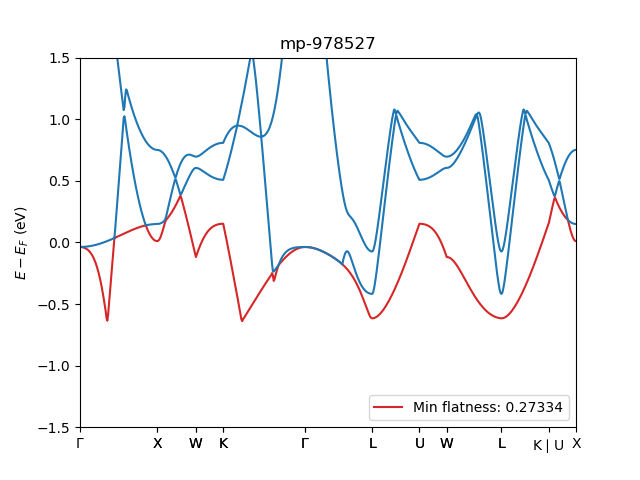 mp-978527
E − E_F (eV)
1.5
1.0
0.5
0.0
−0.5
−1.0
−1.5
Min flatness: 0.27334
Γ X W K Γ L U W L K | U X